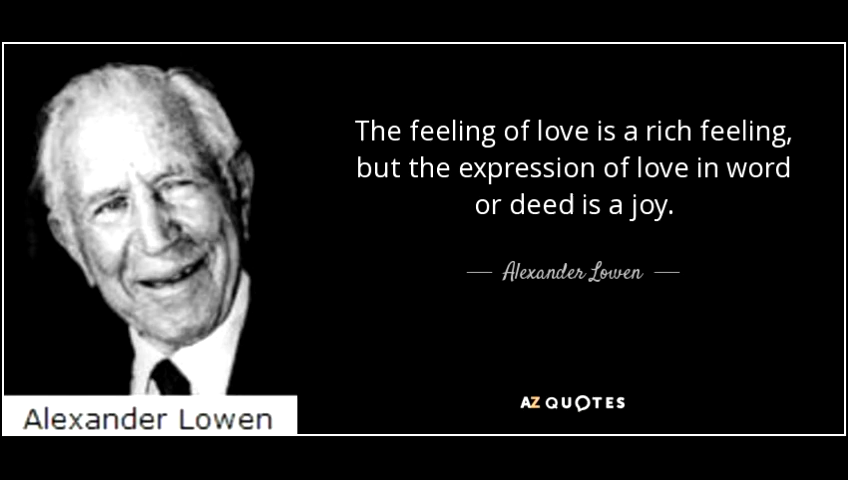 The feeling of love is a rich feeling,
but the expression of love in word
or deed is a joy.
Alexander Lowen
AZ QUOTES
Alexander Lowen